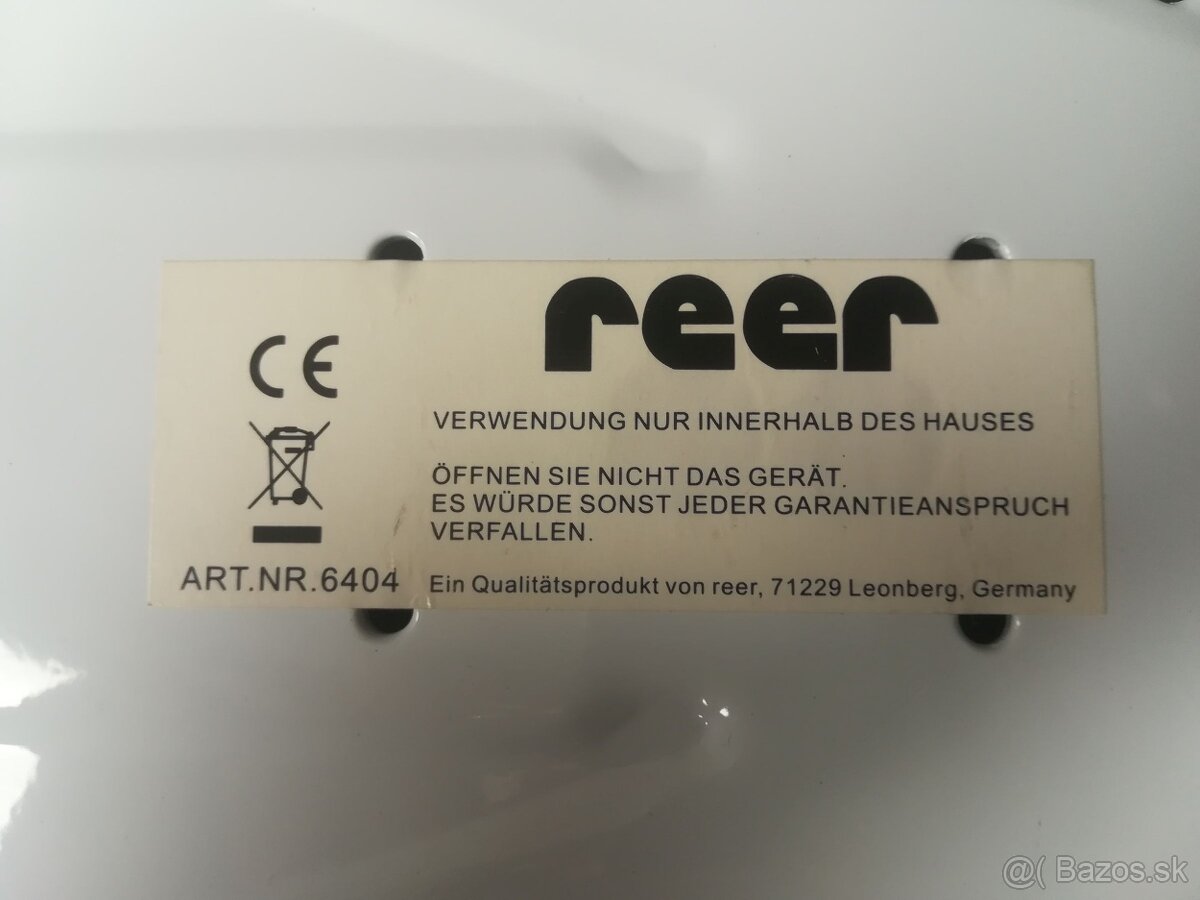 reer
CE
VERWENDUNG NUR INNERHALB DES HAUSES
ÖFFNEN SIE NICHT DAS GERÄT.
ES WÜRDE SONST JEDER GARANTIEANSPRUCH
VERFALLEN.
ART.NR.6404
Ein Qualitätsprodukt von reer, 71229 Leonberg, Germany
@( Bazos.sk